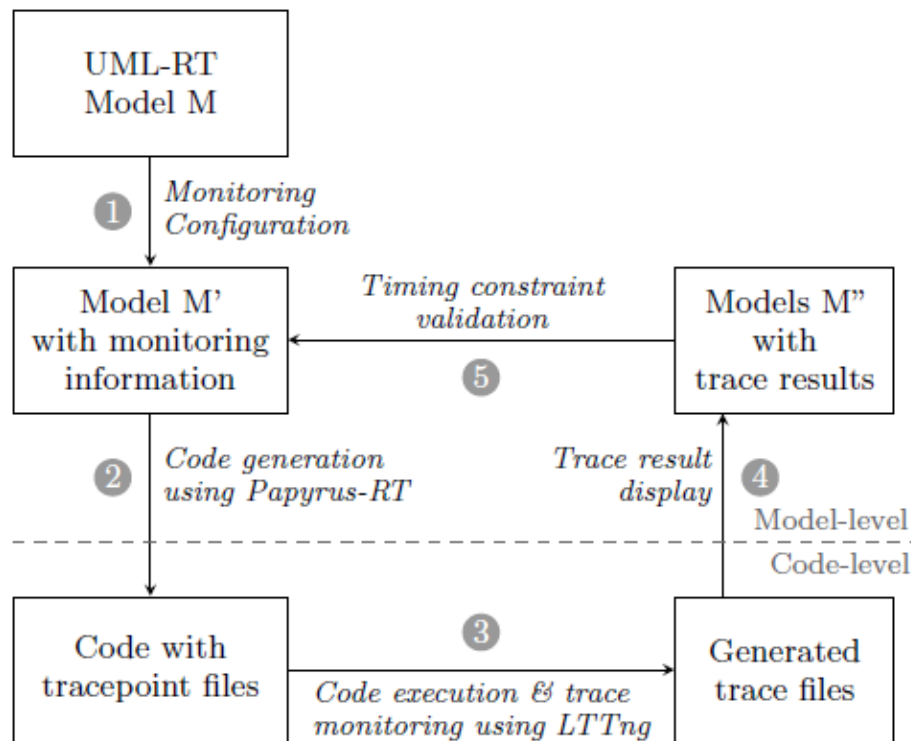 UML-RT
Model M
1
Monitoring
Configuration
Model M'
with monitoring
information
Timing constraint
validation
5
Models M”
with
trace results
2
Code generation
using Papyrus-RT
Trace result
display
4
Model-level
Code-level
Code with
tracepoint files
3
Code execution & trace
monitoring using LTTng
Generated
trace files